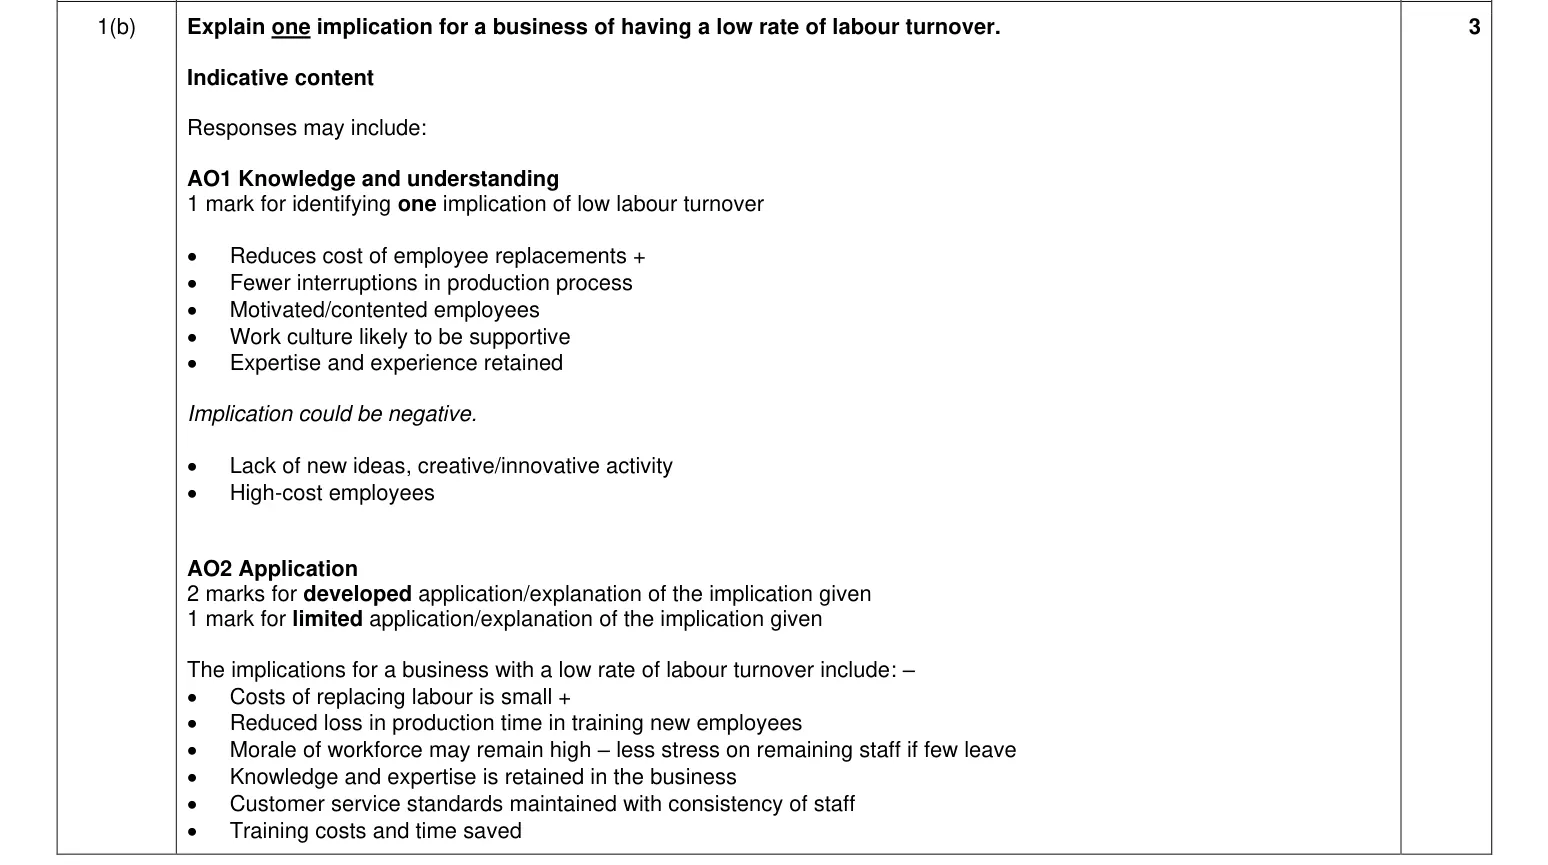 1(b)
Explain one implication for a business of having a low rate of labour turnover.
3
Indicative content
Responses may include:
AO1 Knowledge and understanding
1 mark for identifying one implication of low labour turnover
• Reduces cost of employee replacements +
• Fewer interruptions in production process
• Motivated/contented employees
• Work culture likely to be supportive
• Expertise and experience retained
Implication could be negative.
• Lack of new ideas, creative/innovative activity
• High-cost employees
AO2 Application
2 marks for developed application/explanation of the implication given
1 mark for limited application/explanation of the implication given
The implications for a business with a low rate of labour turnover include: –
• Costs of replacing labour is small +
• Reduced loss in production time in training new employees
• Morale of workforce may remain high – less stress on remaining staff if few leave
• Knowledge and expertise is retained in the business
• Customer service standards maintained with consistency of staff
• Training costs and time saved